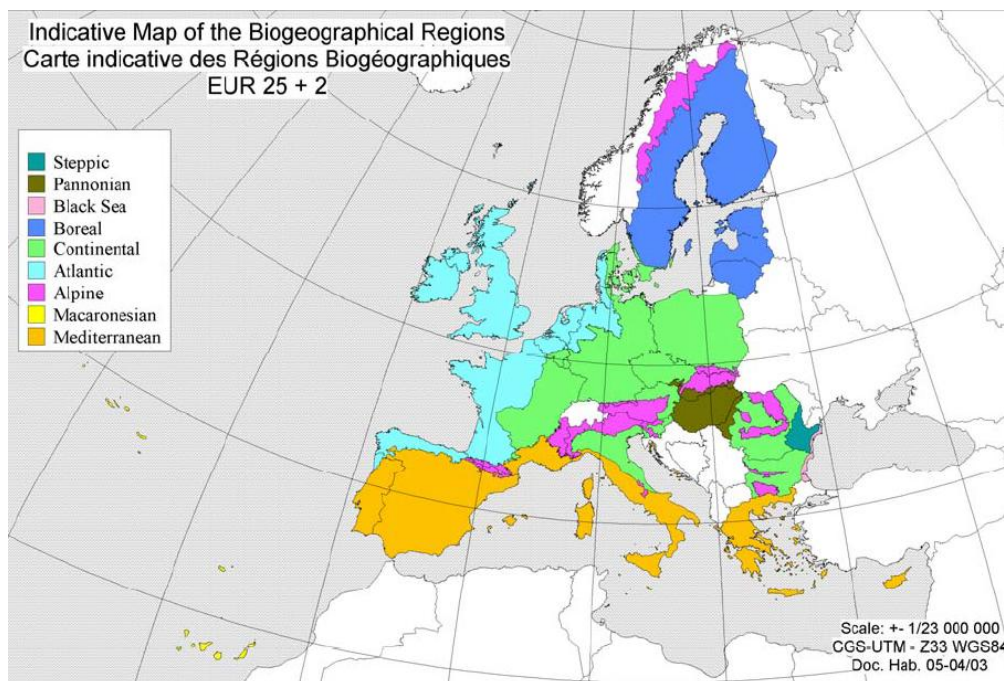 Indicative Map of the Biogeographical Regions
Carte indicative des Régions Biogéographiques
EUR 25 + 2
Steppic
Pannonian
Black Sea
Boreal
Continental
Atlantic
Alpine
Macaronesian
Mediterranean
Scale: +- 1/23 000 000
CGS-UTM - Z33 WGS84
Doc. Hab. 05-04/03